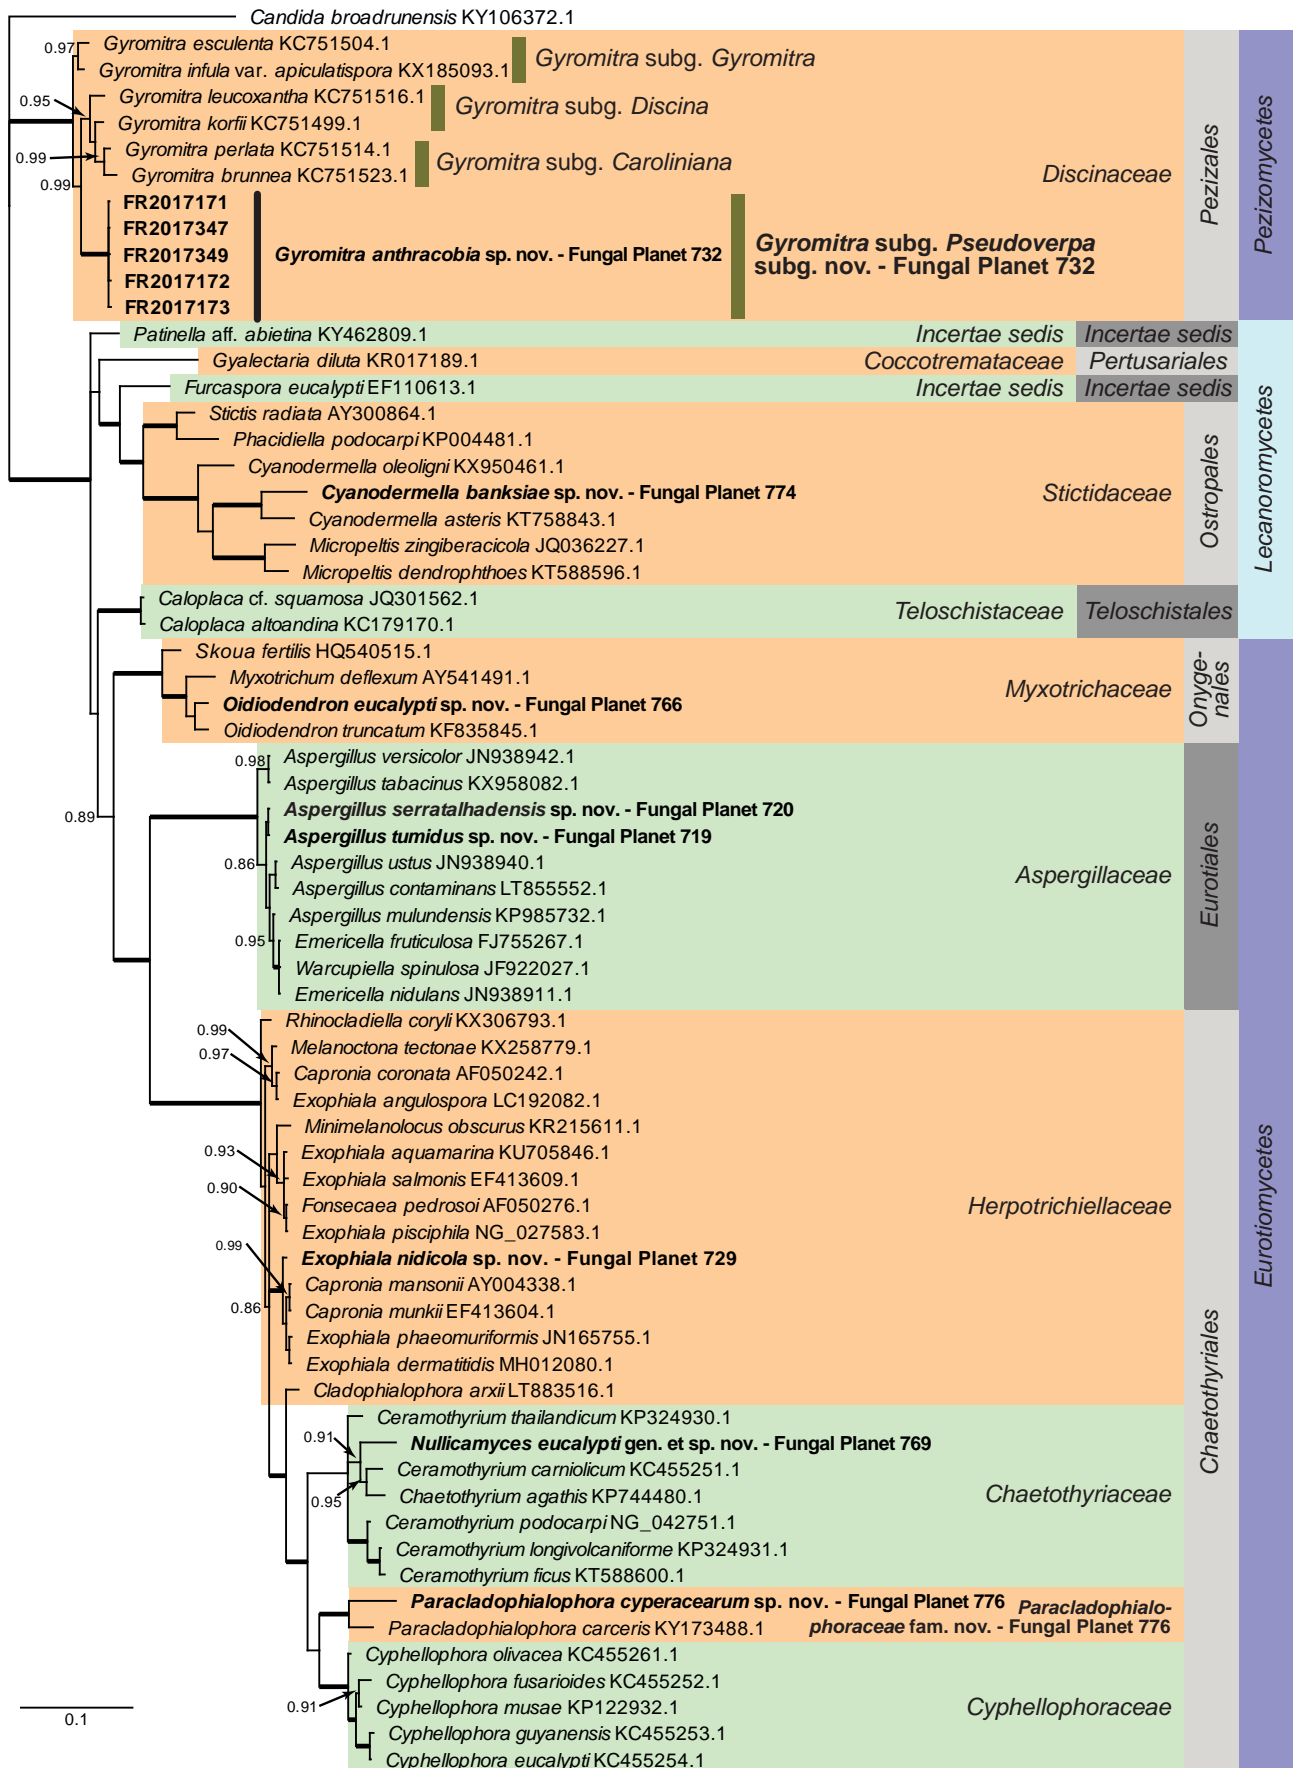 Candida broadrunensis KY106372.1
0.97
Gyromitra esculenta KC751504.1
Gyromitra infula var. apiculatispora KX185093.1
Gyromitra subg. Gyromitra
0.95
Gyromitra leucoxantha KC751516.1
Gyromitra korfii KC751499.1
Gyromitra subg. Discina
0.99
Gyromitra perlata KC751514.1
Gyromitra brunnea KC751523.1
Gyromitra subg. Caroliniana
0.99
Discinaceae
Pezizales
Pezizomycetes
FR2017171
FR2017347
FR2017349
FR2017172
FR2017173
Gyromitra anthracobia sp. nov. - Fungal Planet 732
Gyromitra subg. Pseudoverpa
subg. nov. - Fungal Planet 732
Patinella aff. abietina KY462809.1
Incertae sedis
Incertae sedis
Gyalectaria diluta KR017189.1
Coccotremataceae
Pertusariales
Furcaspora eucalypti EF110613.1
Incertae sedis
Incertae sedis
Stictis radiata AY300864.1
Phacidiella podocarpi KP004481.1
Cyanodermella oleoligni KX950461.1
Cyanodermella banksiae sp. nov. - Fungal Planet 774
Cyanodermella asteris KT758843.1
Micropeltis zingiberacicola JQ036227.1
Micropeltis dendrophthoes KT588596.1
Stictidaceae
Ostropales
Lecanoromycetes
Caloplaca cf. squamosa JQ301562.1
Caloplaca altoandina KC179170.1
Teloschistaceae
Teloschistales
Skoua fertilis HQ540515.1
Myxotrichum deflexum AY541491.1
Oidiodendron eucalypti sp. nov. - Fungal Planet 766
Oidiodendron truncatum KF835845.1
Myxotrichaceae
Onyge-
nales
0.89
0.98
Aspergillus versicolor JN938942.1
Aspergillus tabacinus KX958082.1
Aspergillus serratalhadensis sp. nov. - Fungal Planet 720
Aspergillus tumidus sp. nov. - Fungal Planet 719
0.86
Aspergillus ustus JN938940.1
Aspergillus contaminans LT855552.1
Aspergillus mulundensis KP985732.1
0.95
Emericella fruticulosa FJ755267.1
Warcupiella spinulosa JF922027.1
Emericella nidulans JN938911.1
Aspergillaceae
Eurotiales
Eurotiomycetes
Rhinocladiella coryli KX306793.1
0.99
Melanoctona tectonae KX258779.1
0.97
Capronia coronata AF050242.1
Exophiala angulospora LC192082.1
Minimelanolocus obscurus KR215611.1
0.93
Exophiala aquamarina KU705846.1
Exophiala salmonis EF413609.1
0.90
Fonsecaea pedrosoi AF050276.1
Exophiala pisciphila NG_027583.1
0.99
Exophiala nidicola sp. nov. - Fungal Planet 729
Capronia mansonii AY004338.1
0.86
Capronia munkii EF413604.1
Exophiala phaeomuriformis JN165755.1
Exophiala dermatitidis MH012080.1
Cladophialophora arxii LT883516.1
Herpotrichiellaceae
Chaetothyriales
Ceramothyrium thailandicum KP324930.1
0.91
Nullicamyces eucalypti gen. et sp. nov. - Fungal Planet 769
Ceramothyrium carniolicum KC455251.1
0.95
Chaetothyrium agathis KP744480.1
Ceramothyrium podocarpi NG_042751.1
Ceramothyrium longivolcaniforme KP324931.1
Ceramothyrium ficus KT588600.1
Chaetothyriaceae
Paracladophialophora cyperacearum sp. nov. - Fungal Planet 776
Paracladophialophora carceris KY173488.1
Paracladophialo-
phoraceae fam. nov. - Fungal Planet 776
Cyphellophora olivacea KC455261.1
Cyphellophora fusarioides KC455252.1
0.91
Cyphellophora musae KP122932.1
Cyphellophora guyanensis KC455253.1
Cyphellophora eucalypti KC455254.1
Cyphellophoraceae
0.1